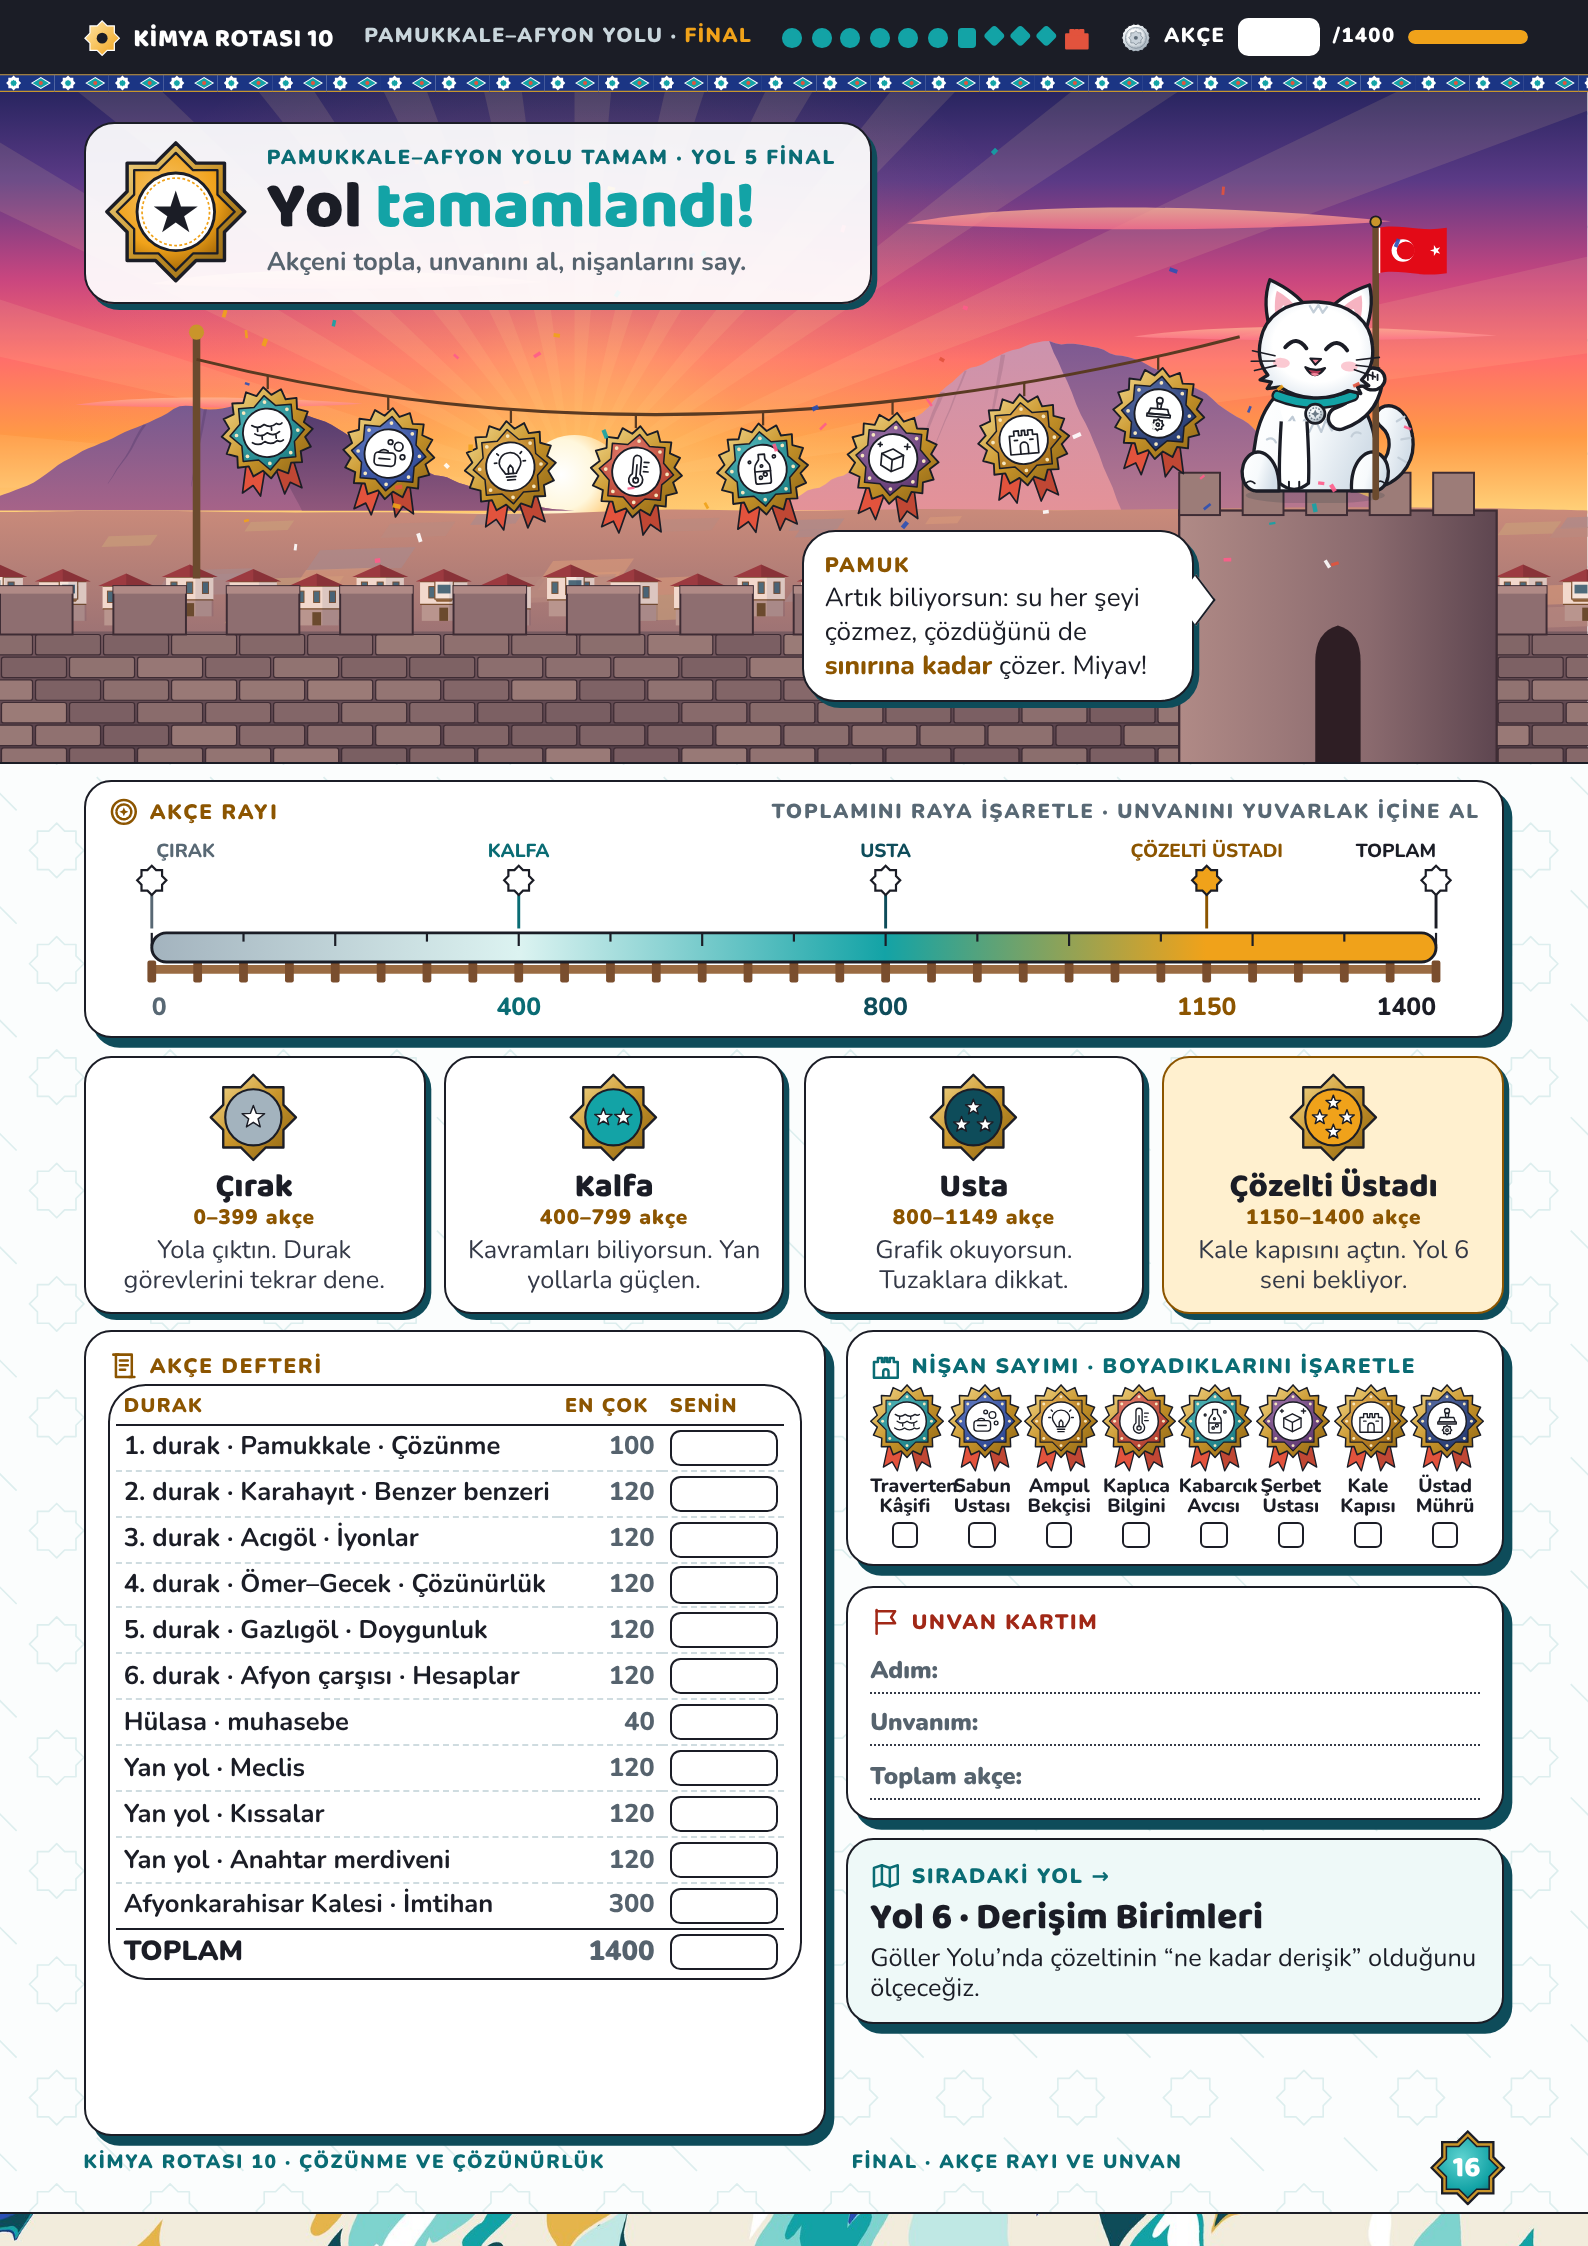 KİMYA ROTASI 10 PAMUKKALE–AFYON YOLU · FİNAL AKÇE /1400
PAMUKKALE–AFYON YOLU TAMAM · YOL 5 FİNAL
Yol tamamlandı!
Akçeni topla, unvanını al, nişanlarını say.
PAMUK
Artık biliyorsun: su her şeyi
çözmez, çözdüğünü de
sınırına kadar çözer. Miyav!
AKÇE RAYI TOPLAMINI RAYA İŞARETLE · UNVANINI YUVARLAK İÇİNE AL
ÇIRAK KALFA USTA ÇÖZELTİ ÜSTADI TOPLAM
0 400 800 1150 1400
Çırak
0–399 akçe
Yola çıktın. Durak
görevlerini tekrar dene.
Kalfa
400–799 akçe
Kavramları biliyorsun. Yan
yollarla güçlen.
Usta
800–1149 akçe
Grafik okuyorsun.
Tuzaklara dikkat.
Çözelti Üstadı
1150–1400 akçe
Kale kapısını açtın. Yol 6
seni bekliyor.
AKÇE DEFTERİ
DURAK EN ÇOK SENİN
1. durak · Pamukkale · Çözünme 100
2. durak · Karahayıt · Benzer benzeri 120
3. durak · Acıgöl · İyonlar 120
4. durak · Ömer–Gecek · Çözünürlük 120
5. durak · Gazlıgöl · Doygunluk 120
6. durak · Afyon çarşısı · Hesaplar 120
Hülasa · muhasebe 40
Yan yol · Meclis 120
Yan yol · Kıssalar 120
Yan yol · Anahtar merdiveni 120
Afyonkarahisar Kalesi · İmtihan 300
TOPLAM 1400
NİŞAN SAYIMI · BOYADIKLARINI İŞARETLE
Traverten Sabun Ampul Kaplıca Kabarcık Şerbet Kale Üstad
Kâşifi Ustası Bekçisi Bilgini Avcısı Ustası Kapısı Mührü
UNVAN KARTIM
Adım:
Unvanım:
Toplam akçe:
SIRADAKİ YOL →
Yol 6 · Derişim Birimleri
Göller Yolu’nda çözeltinin “ne kadar derişik” olduğunu
ölçeceğiz.
KİMYA ROTASI 10 · ÇÖZÜNME VE ÇÖZÜNÜRLÜK FİNAL · AKÇE RAYI VE UNVAN 16